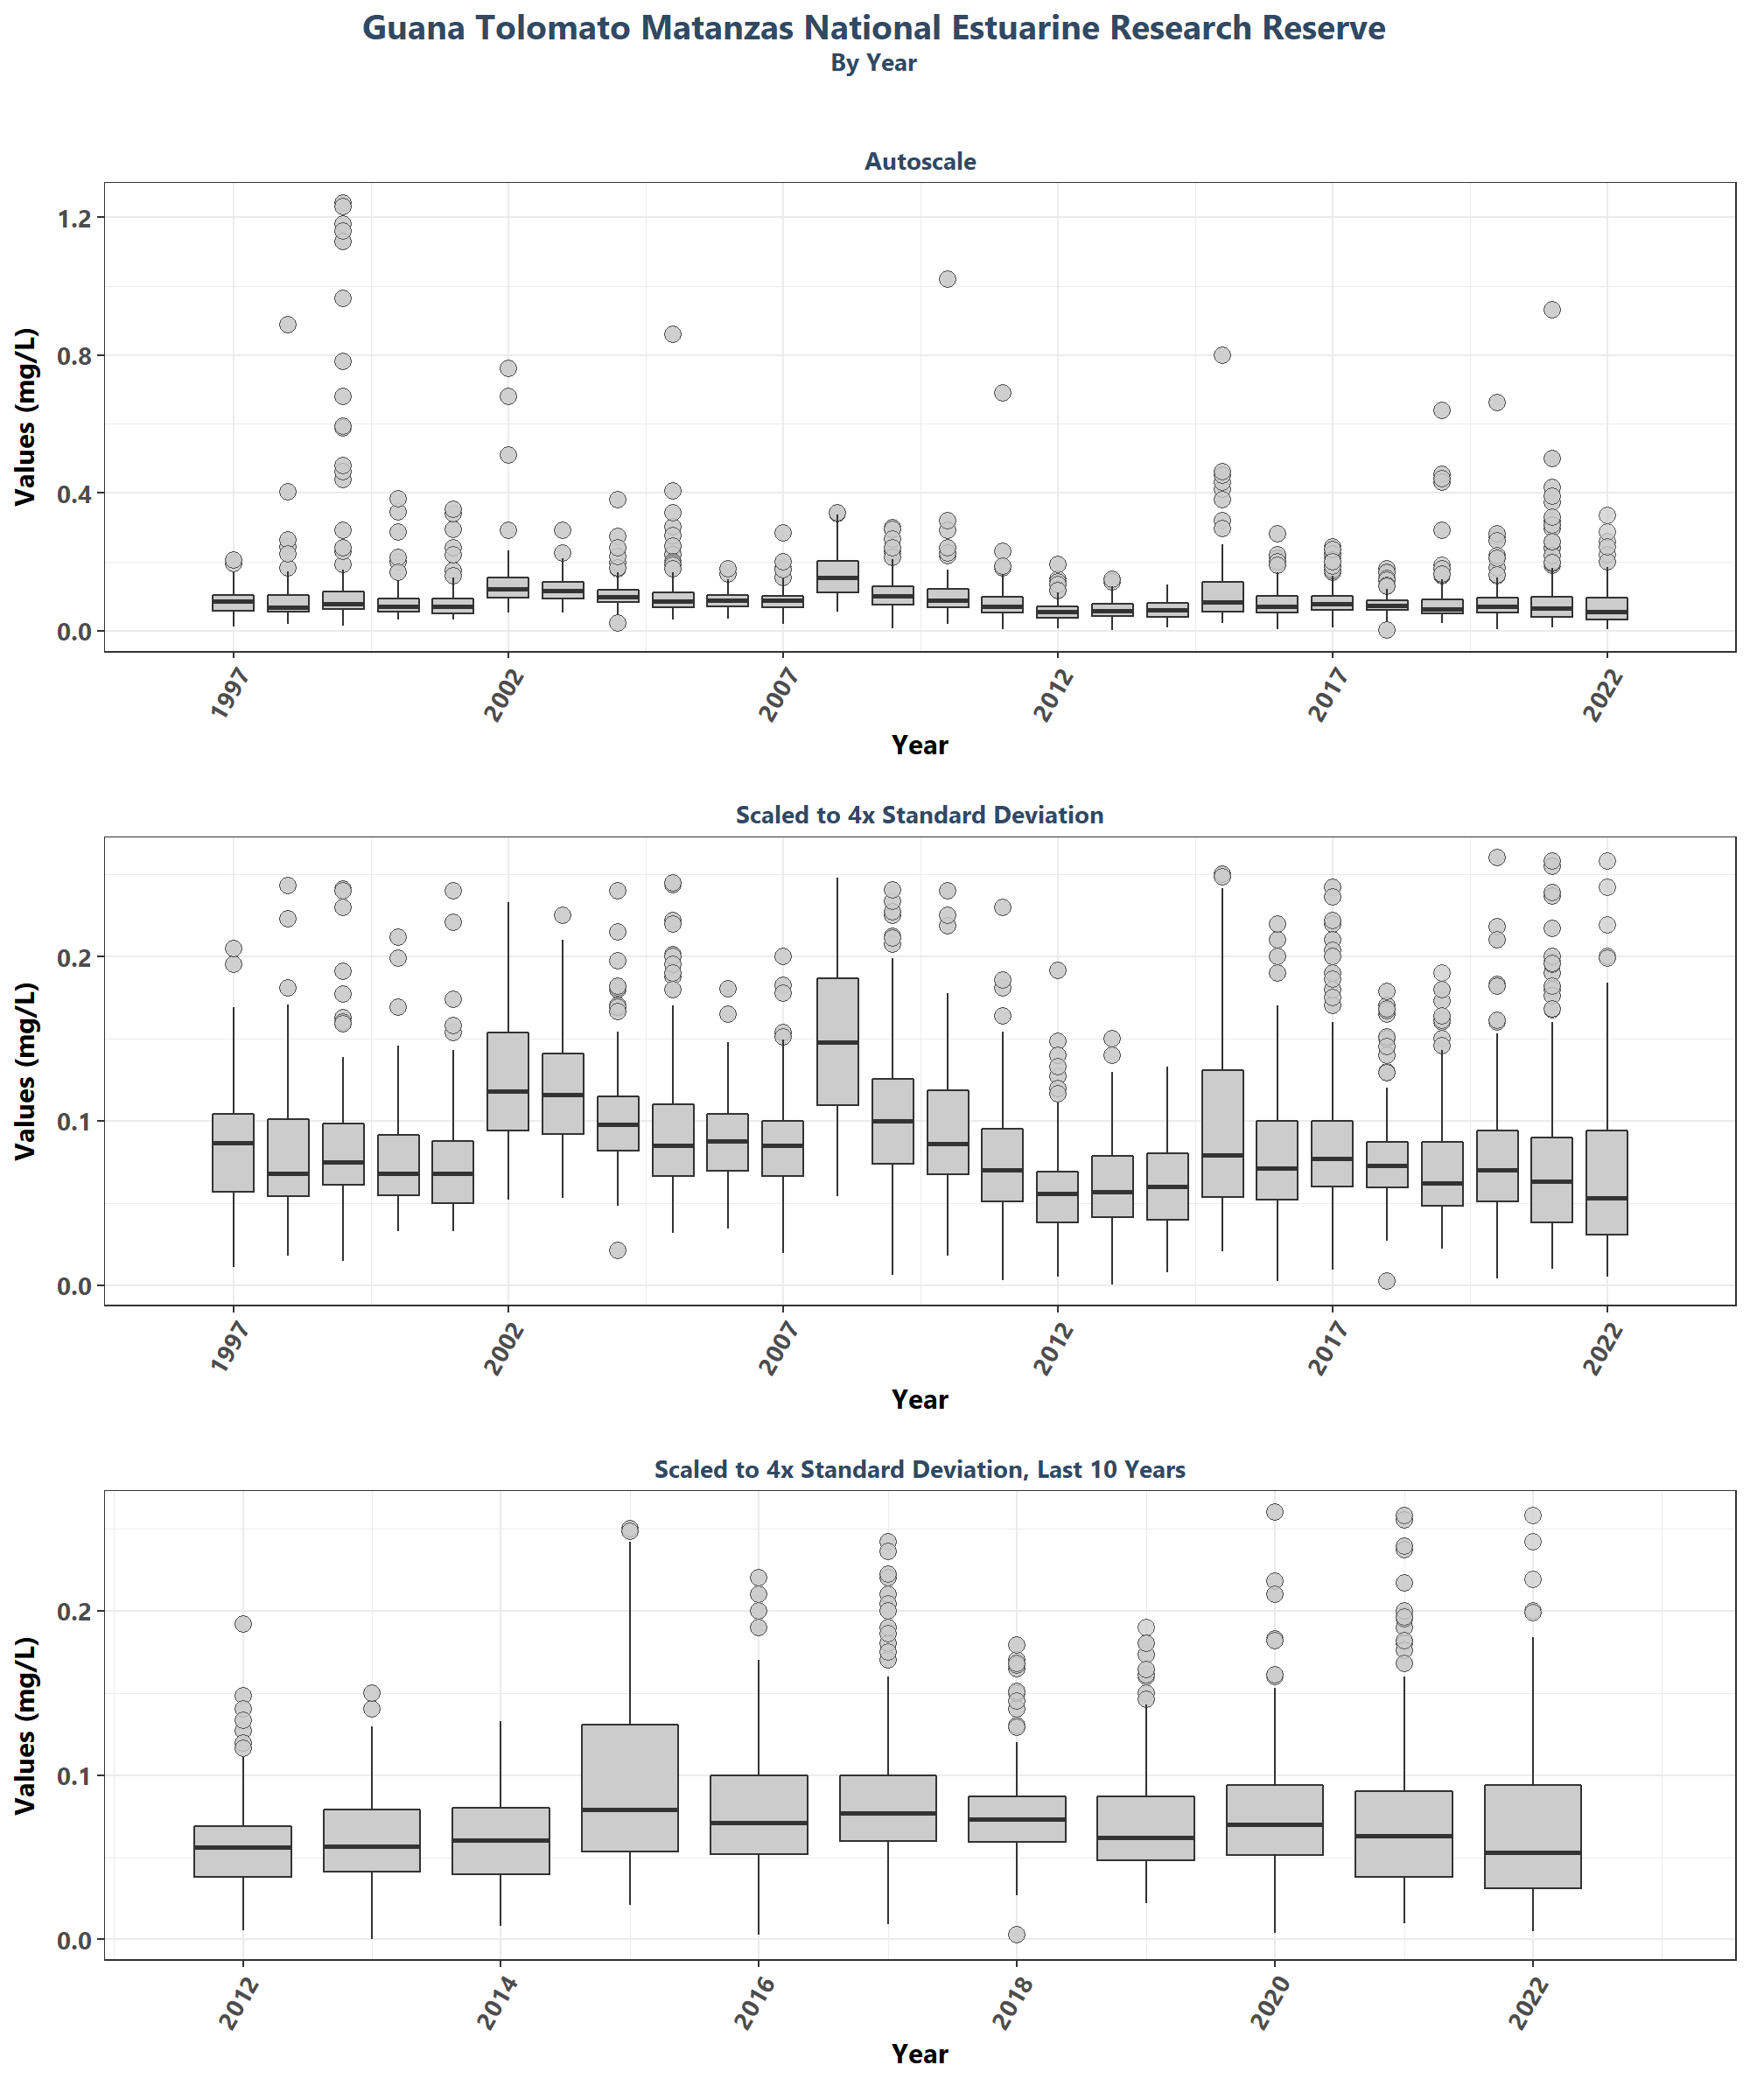 Guana Tolomato Matanzas National Estuarine Research Reserve
By Year
Autoscale
Values (mg/L)
1.2
0.8
0.4
0.0
1997 2002 2007 2012 2017 2022
Year
Scaled to 4x Standard Deviation
Values (mg/L)
0.2
0.1
0.0
1997 2002 2007 2012 2017 2022
Year
Scaled to 4x Standard Deviation, Last 10 Years
Values (mg/L)
0.2
0.1
0.0
2012 2014 2016 2018 2020 2022
Year